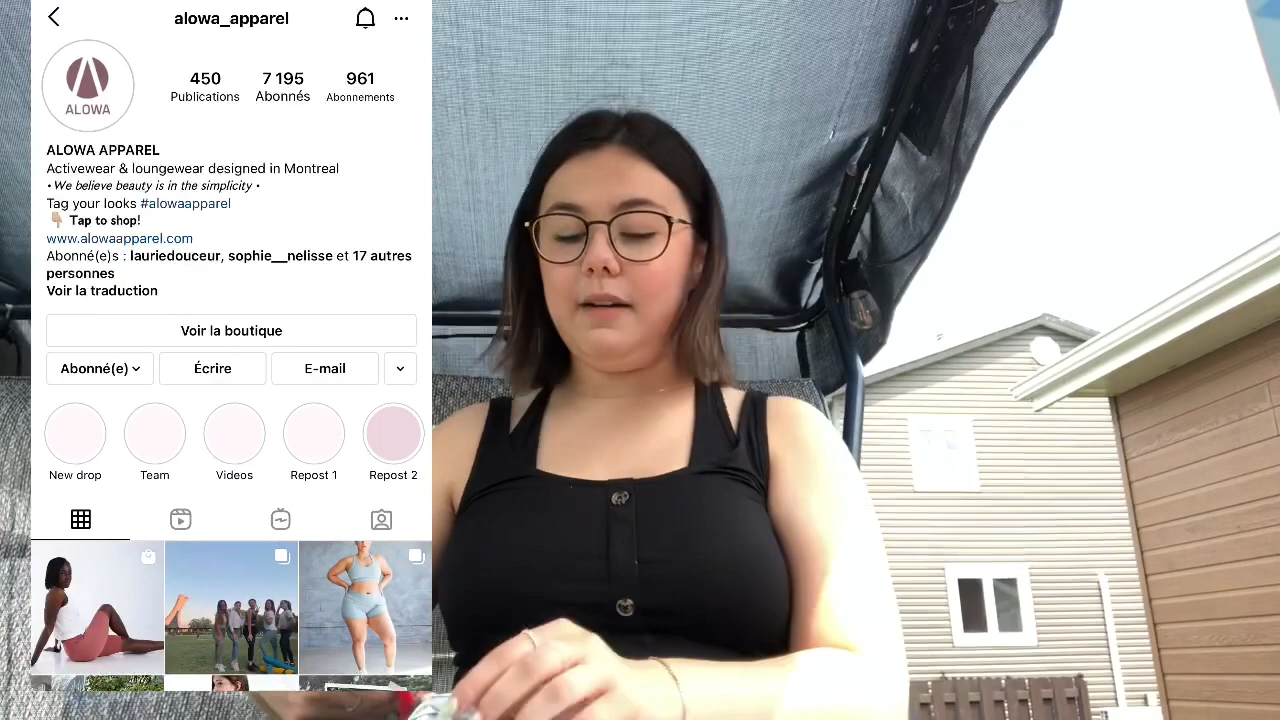 alowa_apparel
ALOWA
450 7 195 961
Publications Abonnés Abonnements
ALOWA APPAREL
Activewear & loungewear designed in Montreal
• We believe beauty is in the simplicity •
Tag your looks #alowaapparel
👇🏼 Tap to shop!
www.alowaapparel.com
Abonné(e)s : lauriedouceur, sophie__nelisse et 17 autres
personnes
Voir la traduction
Voir la boutique
Abonné(e) Écrire E-mail
New drop Team Videos Repost 1 Repost 2